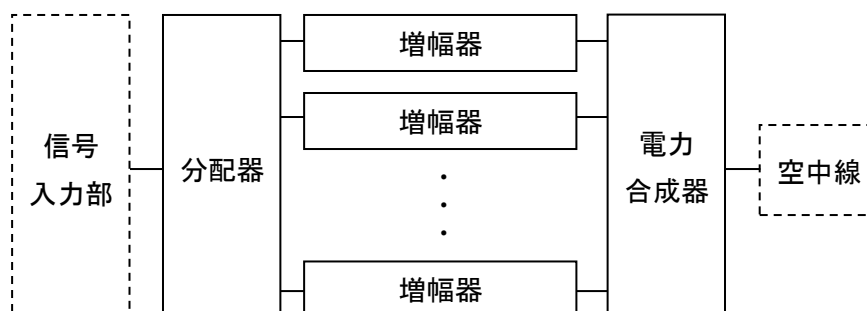 信号
入力部
分配器
増幅器
増幅器
・
・
・
増幅器
電力
合成器
空中線